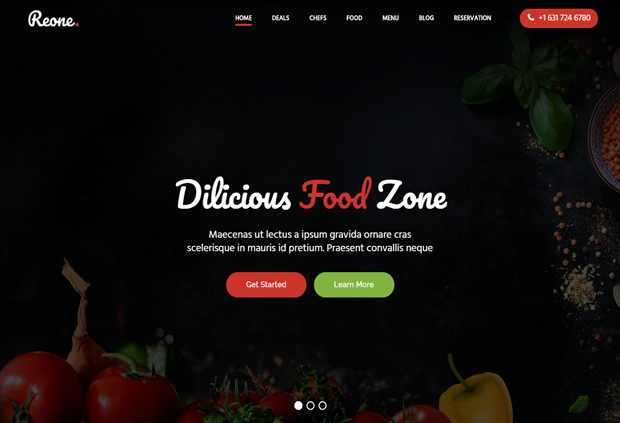 Reone.
HOME DEALS CHEFS FOOD MENU BLOG RESERVATION
+1 631 724 6780
Dilicious Food Zone
Maecenas ut lectus a ipsum gravida ornare cras
scelerisque in mauris id pretium. Praesent convallis neque
Get Started Learn More